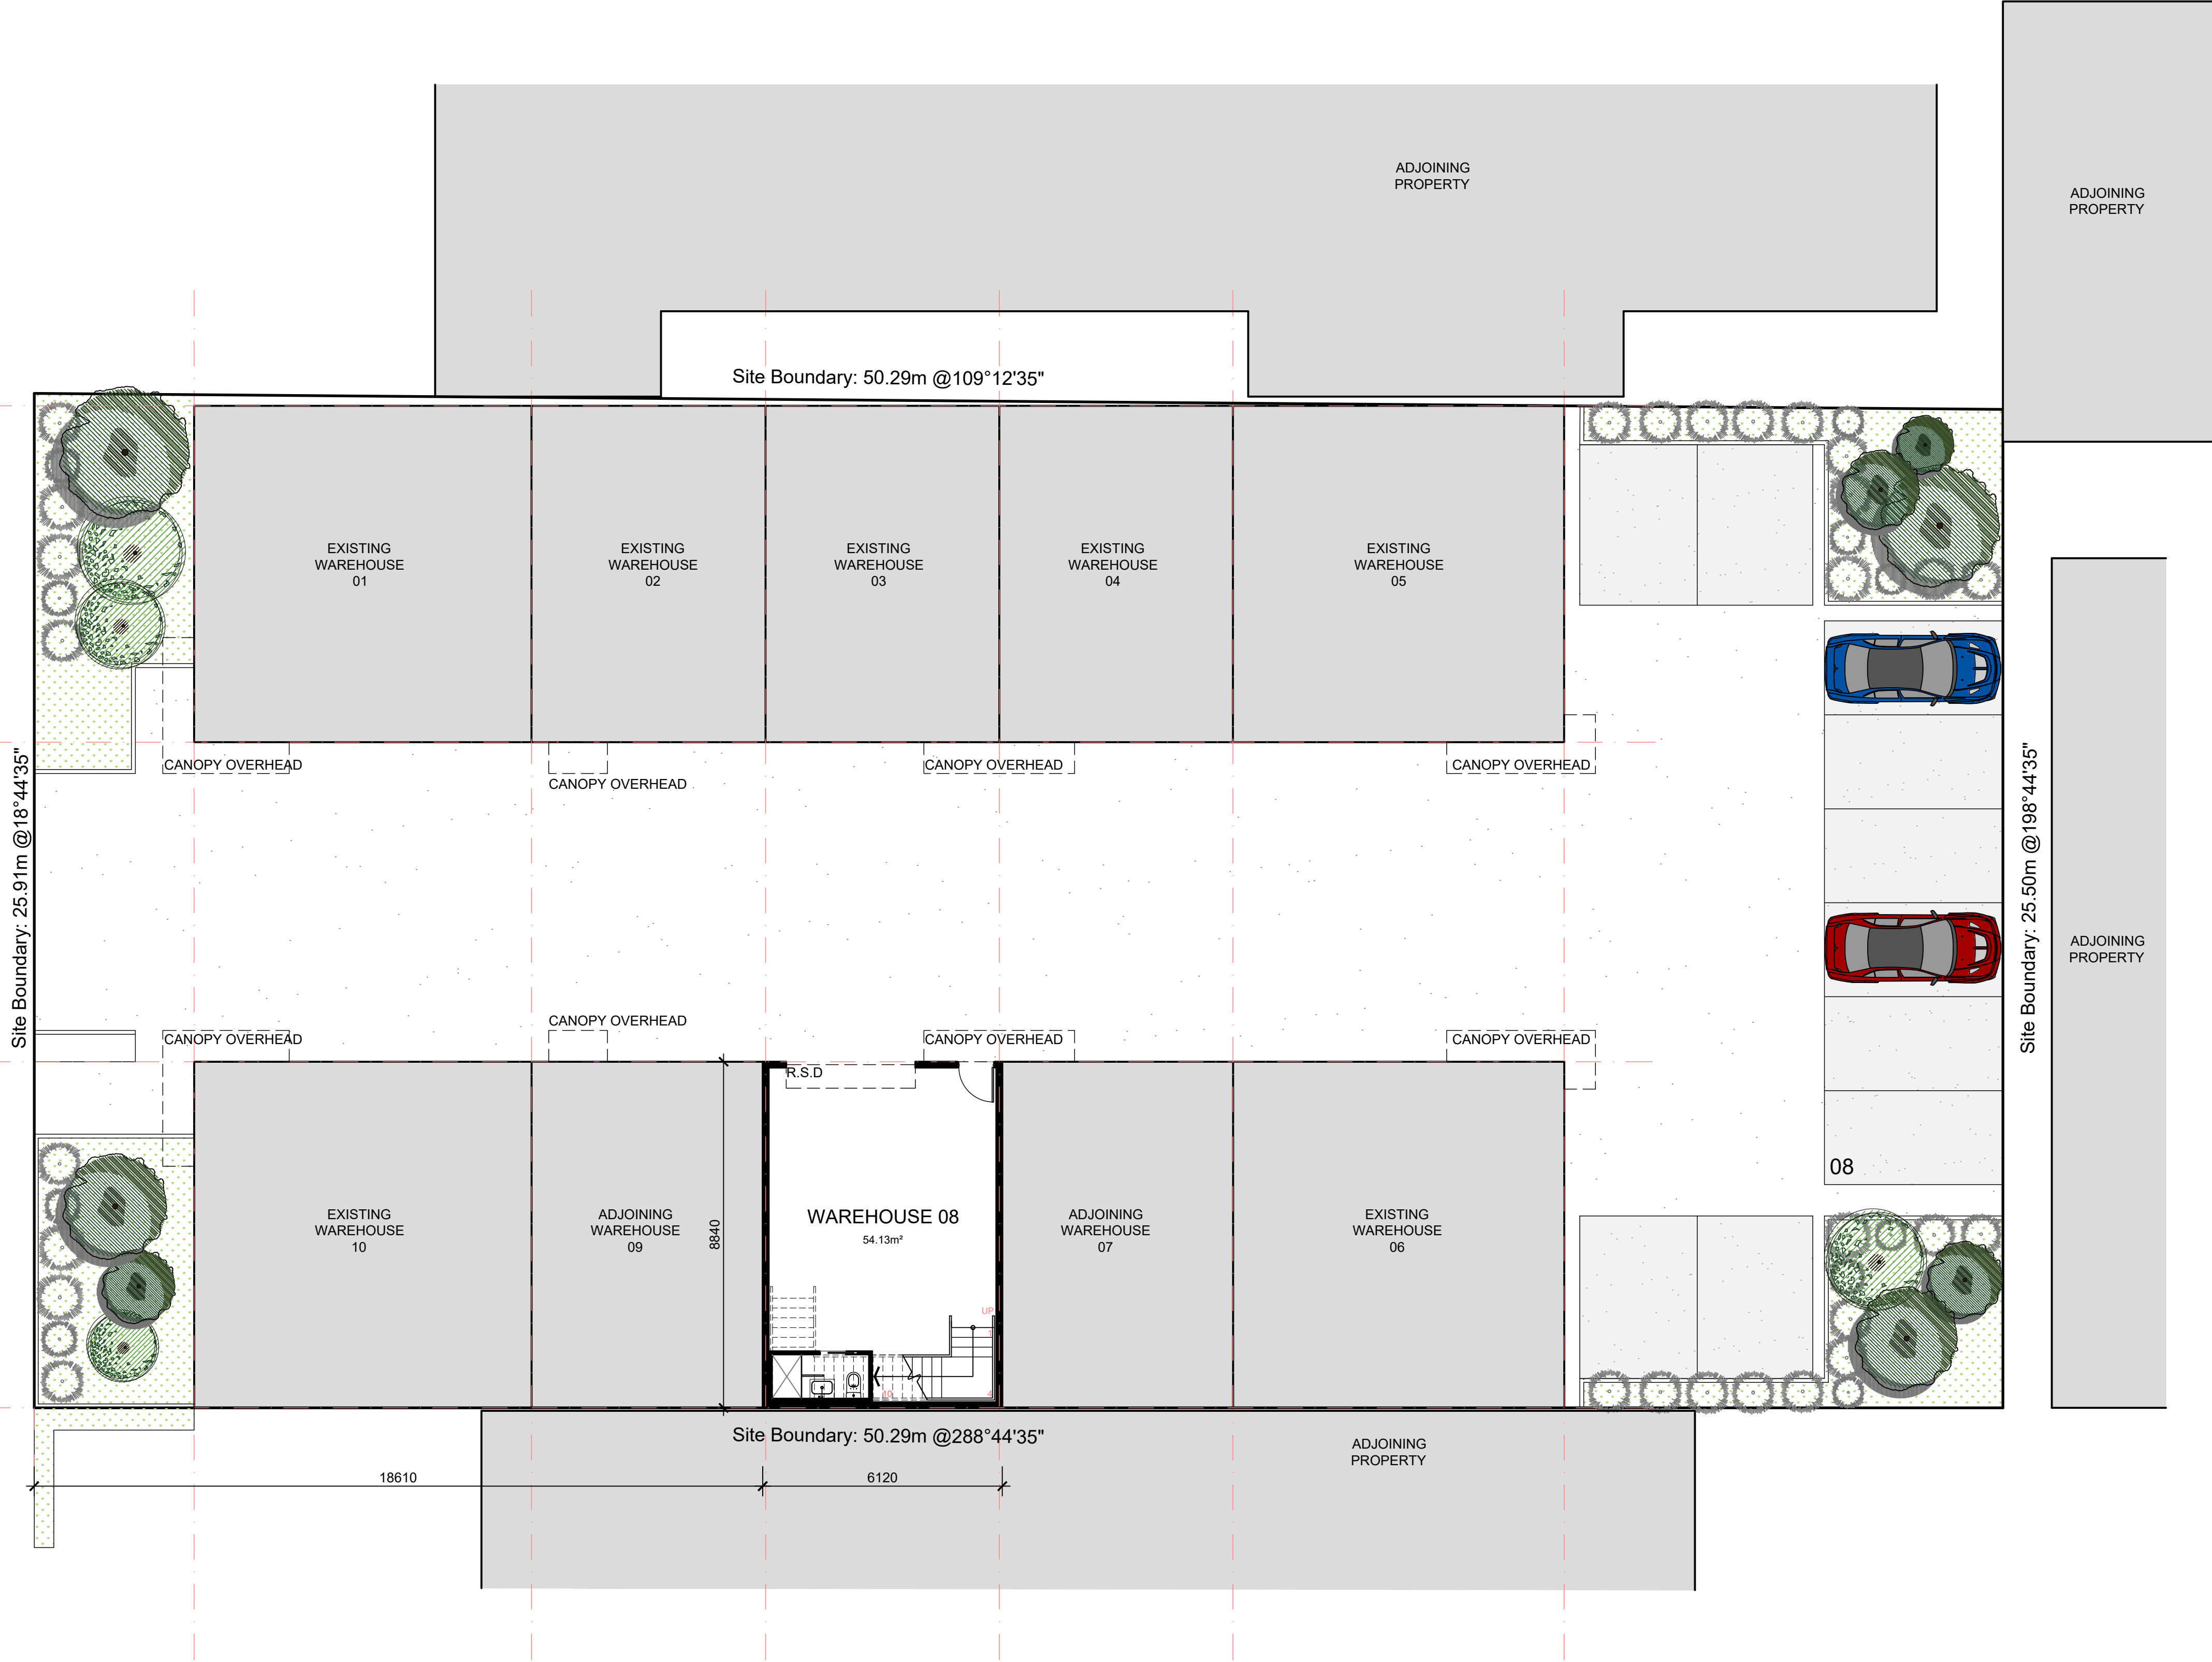 ADJOINING
PROPERTY
ADJOINING
PROPERTY
Site Boundary: 50.29m @109°12'35"
EXISTING
WAREHOUSE
01
EXISTING
WAREHOUSE
02
EXISTING
WAREHOUSE
03
EXISTING
WAREHOUSE
04
EXISTING
WAREHOUSE
05
CANOPY OVERHEAD
CANOPY OVERHEAD
CANOPY OVERHEAD
CANOPY OVERHEAD
Site Boundary: 25.91m @18°44'35"
Site Boundary: 25.50m @198°44'35"
ADJOINING
PROPERTY
CANOPY OVERHEAD
CANOPY OVERHEAD
CANOPY OVERHEAD
CANOPY OVERHEAD
R.S.D
08
EXISTING
WAREHOUSE
10
ADJOINING
WAREHOUSE
09
8840
WAREHOUSE 08
54.13m²
ADJOINING
WAREHOUSE
07
EXISTING
WAREHOUSE
06
UP
1
10
4
Site Boundary: 50.29m @288°44'35"
ADJOINING
PROPERTY
18610
6120